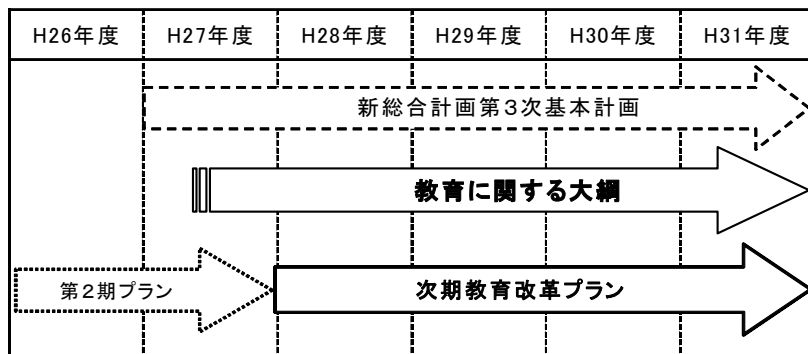 H26年度 H27年度 H28年度 H29年度 H30年度 H31年度
新総合計画第3次基本計画
教育に関する大綱
第2期プラン 次期教育改革プラン